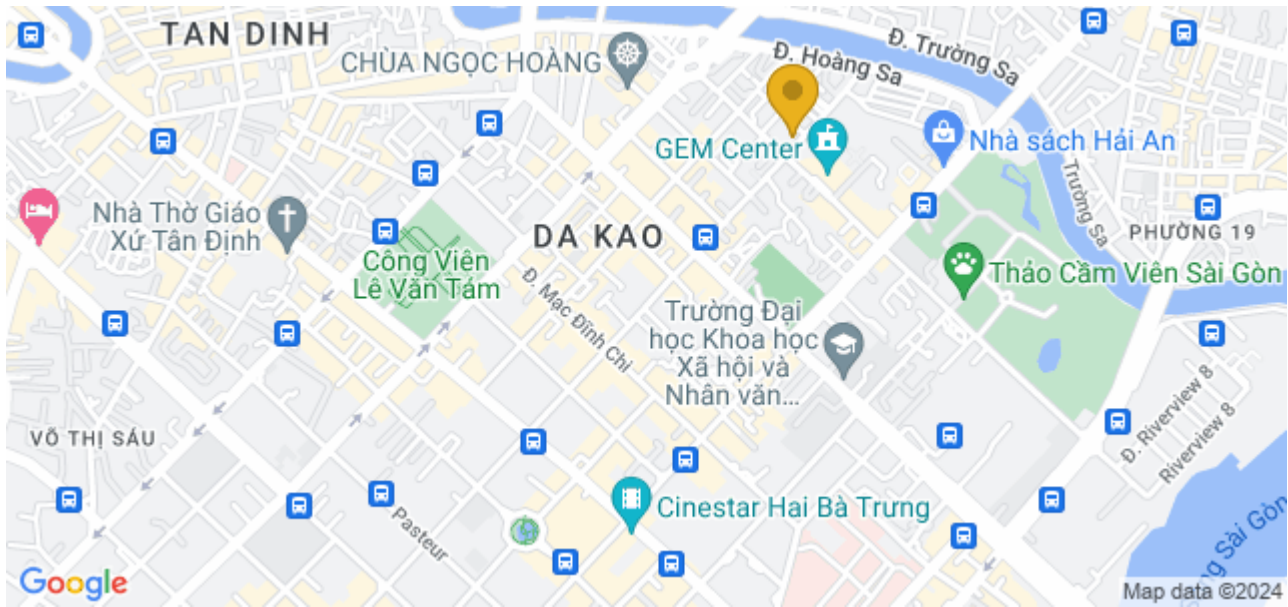 TAN DINH
CHÙA NGỌC HOÀNG
Đ. Trường Sa
Đ. Hoàng Sa
GEM Center
Nhà sách Hải An
Trường Sa
Nhà Thờ Giáo
Xứ Tân Định
DA KAO
PHƯỜNG 19
Công Viên
Lê Văn Tám
Thảo Cầm Viên Sài Gòn
Đ. Mạc Đĩnh Chi
Trường Đại
học Khoa học
Xã hội và
Nhân văn...
VÕ THỊ SÁU
Đ. Riverview 8
Riverview 8
Cinestar Hai Bà Trưng
Pasteur
Sài Gòn
Google
Map data ©2024